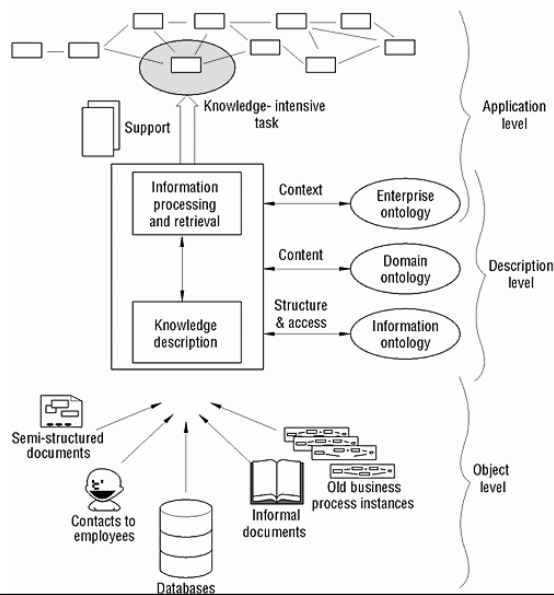 Knowledge- intensive
task
Application
level
Support
Information
processing
and retrieval
Context
Enterprise
ontology
Content
Domain
ontology
Description
level
Structure
& access
Knowledge
description
Information
ontology
Semi-structured
documents
Contacts to
employees
Databases
Informal
documents
Old business
process instances
Object
level